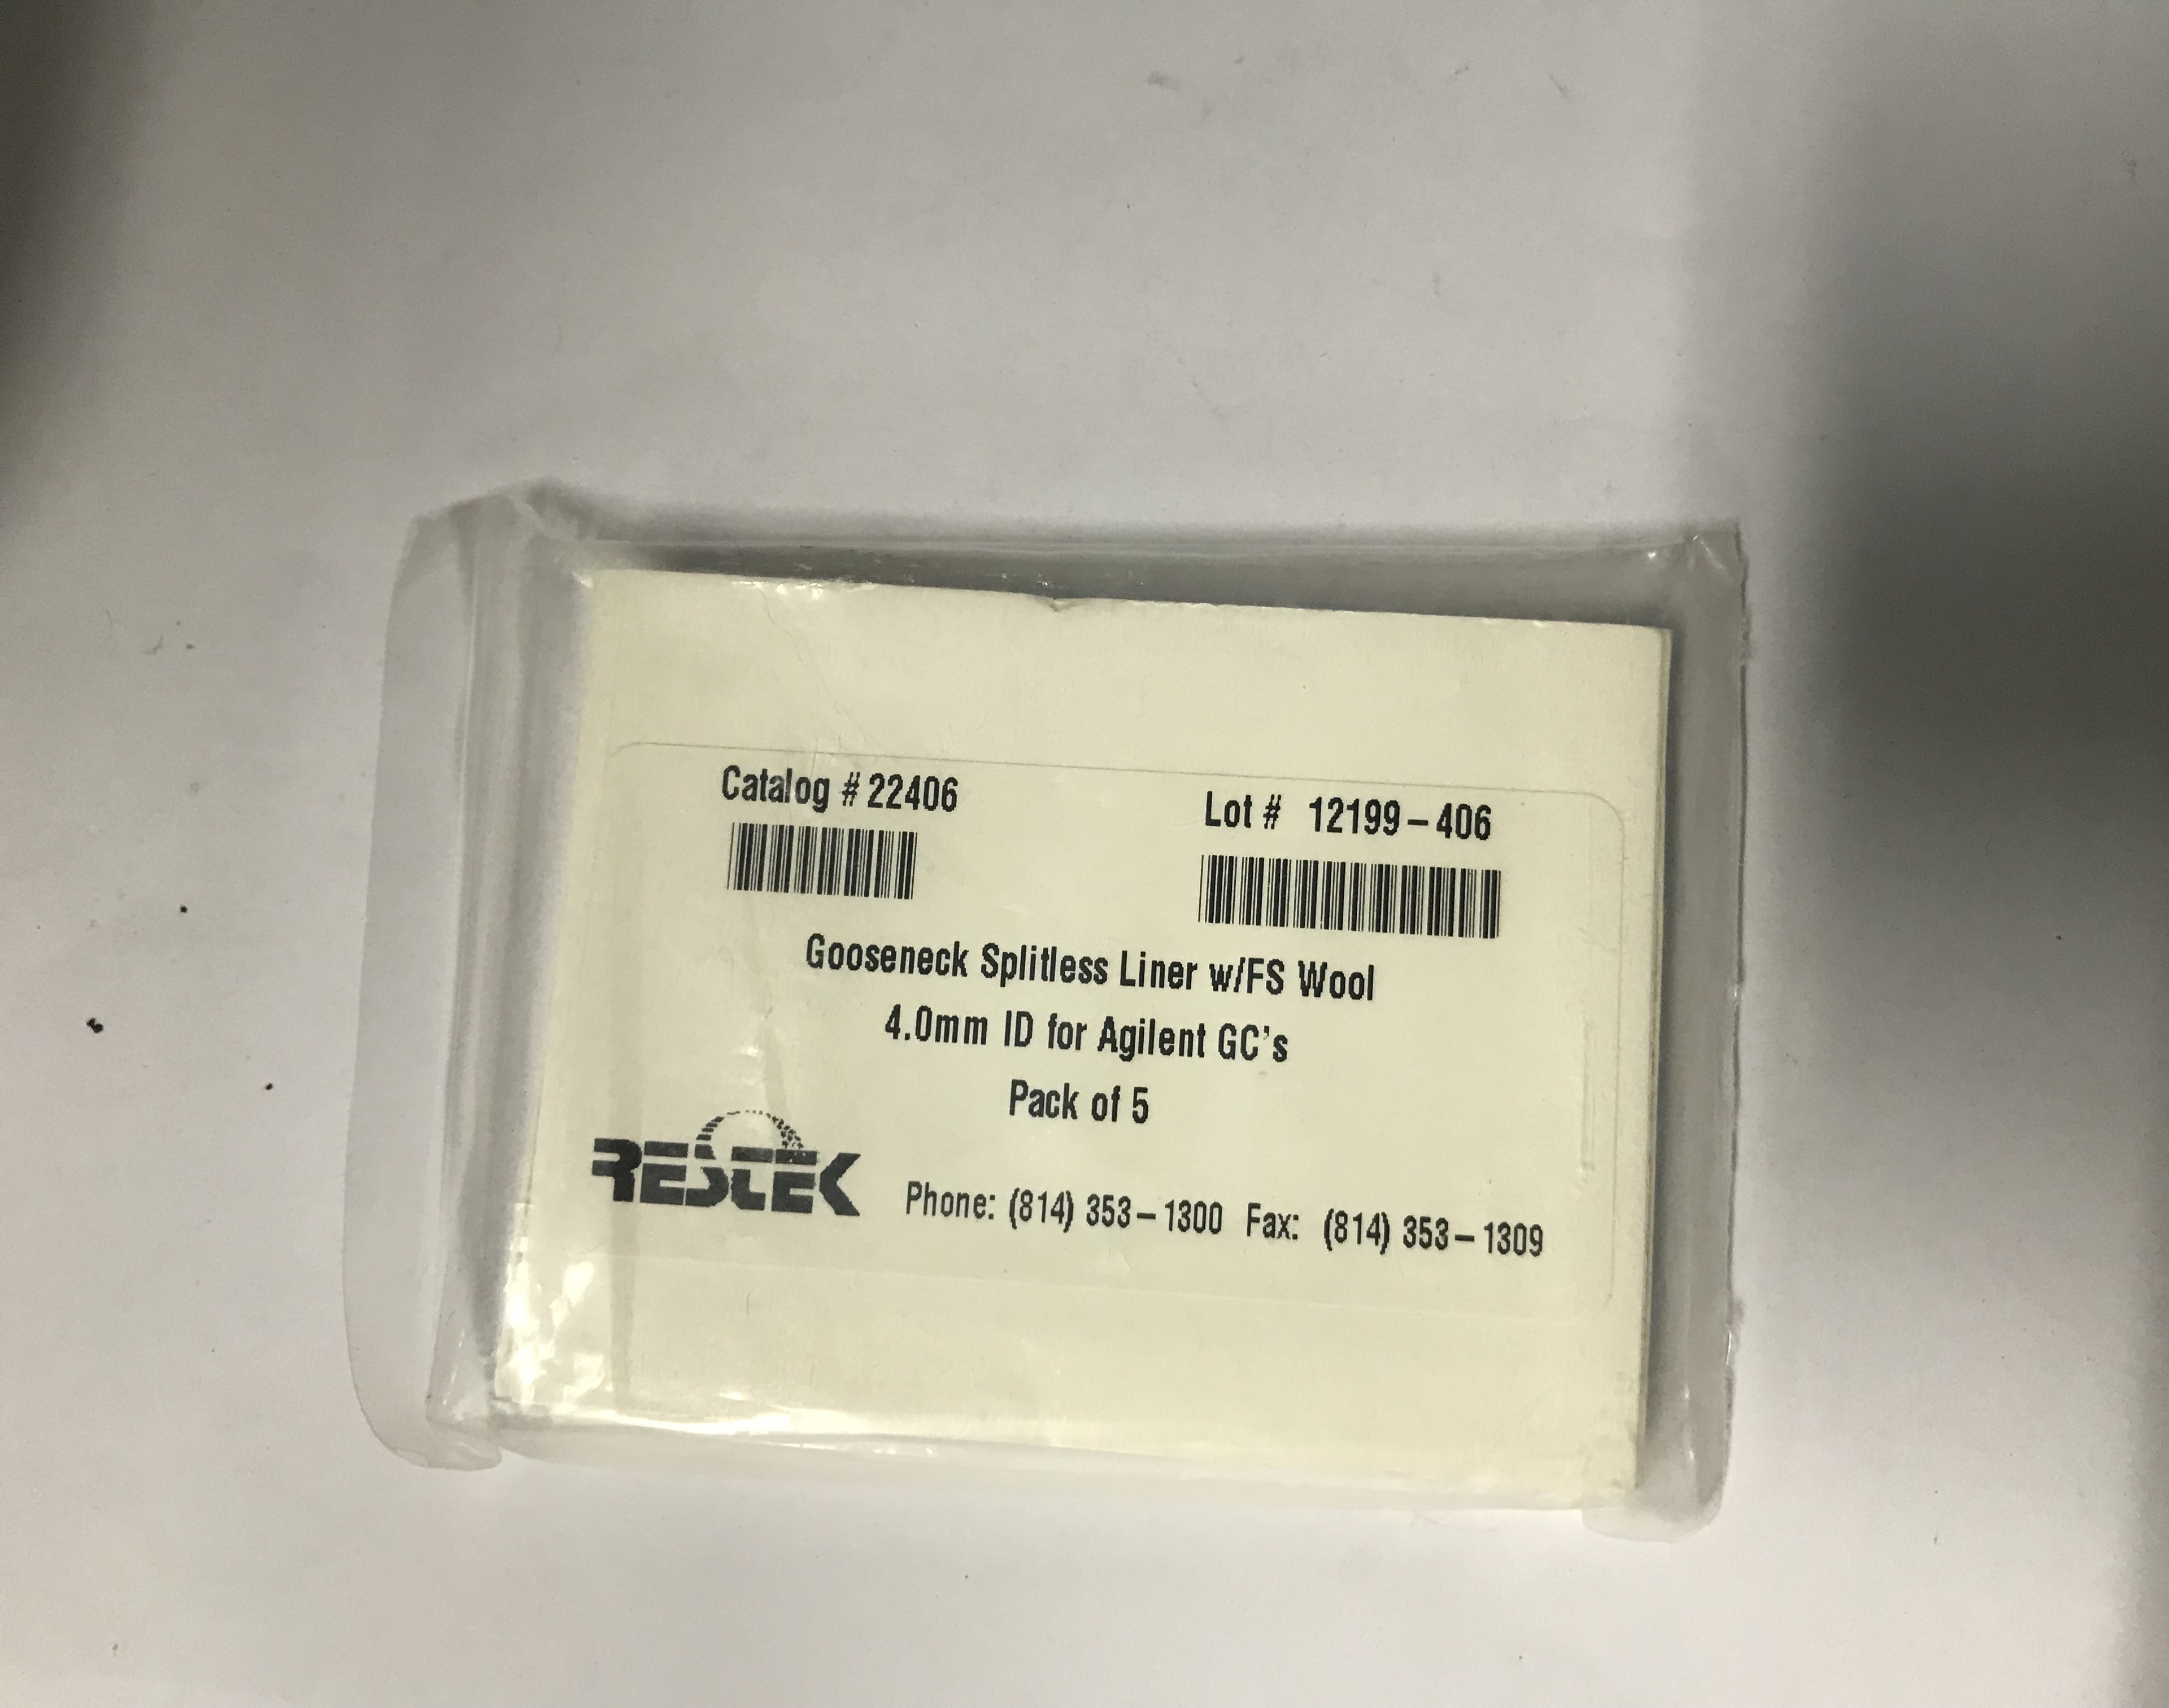 Catalog # 22406
Lot # 12199-406
Gooseneck Splitless Liner w/FS Wool
4.0mm ID for Agilent GC's
Pack of 5
RESTEK
Phone: (814) 353-1300 Fax: (814) 353-1309